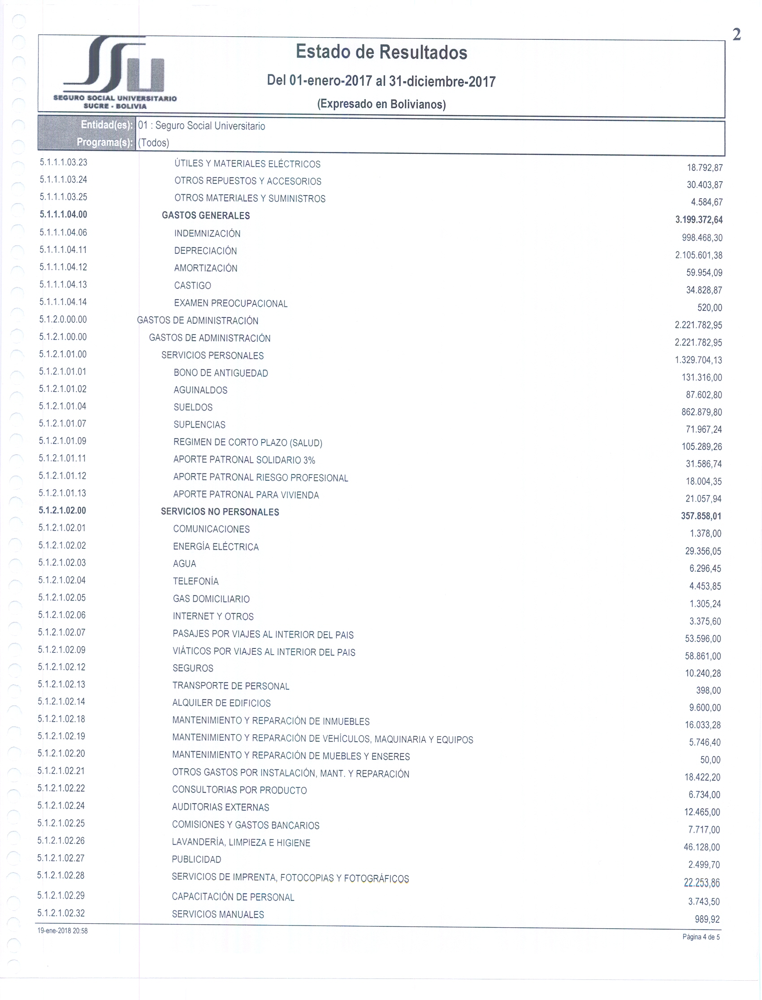 2
SEGURO SOCIAL UNIVERSITARIO
SUCRE - BOLIVIA
Estado de Resultados
Del 01-enero-2017 al 31-diciembre-2017
(Expresado en Bolivianos)
Entidad(es): 01 : Seguro Social Universitario
Programa(s): (Todos)
5.1.1.1.03.23 ÚTILES Y MATERIALES ELÉCTRICOS 18.792,87
5.1.1.1.03.24 OTROS REPUESTOS Y ACCESORIOS 30.403,87
5.1.1.1.03.25 OTROS MATERIALES Y SUMINISTROS 4.584,67
5.1.1.1.04.00 GASTOS GENERALES 3.199.372,64
5.1.1.1.04.06 INDEMNIZACIÓN 998.468,30
5.1.1.1.04.11 DEPRECIACIÓN 2.105.601,38
5.1.1.1.04.12 AMORTIZACIÓN 59.954,09
5.1.1.1.04.13 CASTIGO 34.828,87
5.1.1.1.04.14 EXAMEN PREOCUPACIONAL 520,00
5.1.2.0.00.00 GASTOS DE ADMINISTRACIÓN 2.221.782,95
5.1.2.1.00.00 GASTOS DE ADMINISTRACIÓN 2.221.782,95
5.1.2.1.01.00 SERVICIOS PERSONALES 1.329.704,13
5.1.2.1.01.01 BONO DE ANTIGUEDAD 131.316,00
5.1.2.1.01.02 AGUINALDOS 87.602,80
5.1.2.1.01.04 SUELDOS 862.879,80
5.1.2.1.01.07 SUPLENCIAS 71.967,24
5.1.2.1.01.09 REGIMEN DE CORTO PLAZO (SALUD) 105.289,26
5.1.2.1.01.11 APORTE PATRONAL SOLIDARIO 3% 31.586,74
5.1.2.1.01.12 APORTE PATRONAL RIESGO PROFESIONAL 18.004,35
5.1.2.1.01.13 APORTE PATRONAL PARA VIVIENDA 21.057,94
5.1.2.1.02.00 SERVICIOS NO PERSONALES 357.858,01
5.1.2.1.02.01 COMUNICACIONES 1.378,00
5.1.2.1.02.02 ENERGÍA ELÉCTRICA 29.356,05
5.1.2.1.02.03 AGUA 6.296,45
5.1.2.1.02.04 TELEFONÍA 4.453,85
5.1.2.1.02.05 GAS DOMICILIARIO 1.305,24
5.1.2.1.02.06 INTERNET Y OTROS 3.375,60
5.1.2.1.02.07 PASAJES POR VIAJES AL INTERIOR DEL PAIS 53.596,00
5.1.2.1.02.09 VIÁTICOS POR VIAJES AL INTERIOR DEL PAIS 58.861,00
5.1.2.1.02.12 SEGUROS 10.240,28
5.1.2.1.02.13 TRANSPORTE DE PERSONAL 398,00
5.1.2.1.02.14 ALQUILER DE EDIFICIOS 9.600,00
5.1.2.1.02.18 MANTENIMIENTO Y REPARACIÓN DE INMUEBLES 16.033,28
5.1.2.1.02.19 MANTENIMIENTO Y REPARACIÓN DE VEHÍCULOS, MAQUINARIA Y EQUIPOS 5.746,40
5.1.2.1.02.20 MANTENIMIENTO Y REPARACIÓN DE MUEBLES Y ENSERES 50,00
5.1.2.1.02.21 OTROS GASTOS POR INSTALACIÓN, MANT. Y REPARACIÓN 18.422,20
5.1.2.1.02.22 CONSULTORIAS POR PRODUCTO 6.734,00
5.1.2.1.02.24 AUDITORIAS EXTERNAS 12.465,00
5.1.2.1.02.25 COMISIONES Y GASTOS BANCARIOS 7.717,00
5.1.2.1.02.26 LAVANDERÍA, LIMPIEZA E HIGIENE 46.128,00
5.1.2.1.02.27 PUBLICIDAD 2.499,70
5.1.2.1.02.28 SERVICIOS DE IMPRENTA, FOTOCOPIAS Y FOTOGRÁFICOS 22.253,86
5.1.2.1.02.29 CAPACITACIÓN DE PERSONAL 3.743,50
5.1.2.1.02.32 SERVICIOS MANUALES 989,92
19-ene-2018 20:58
Página 4 de 5